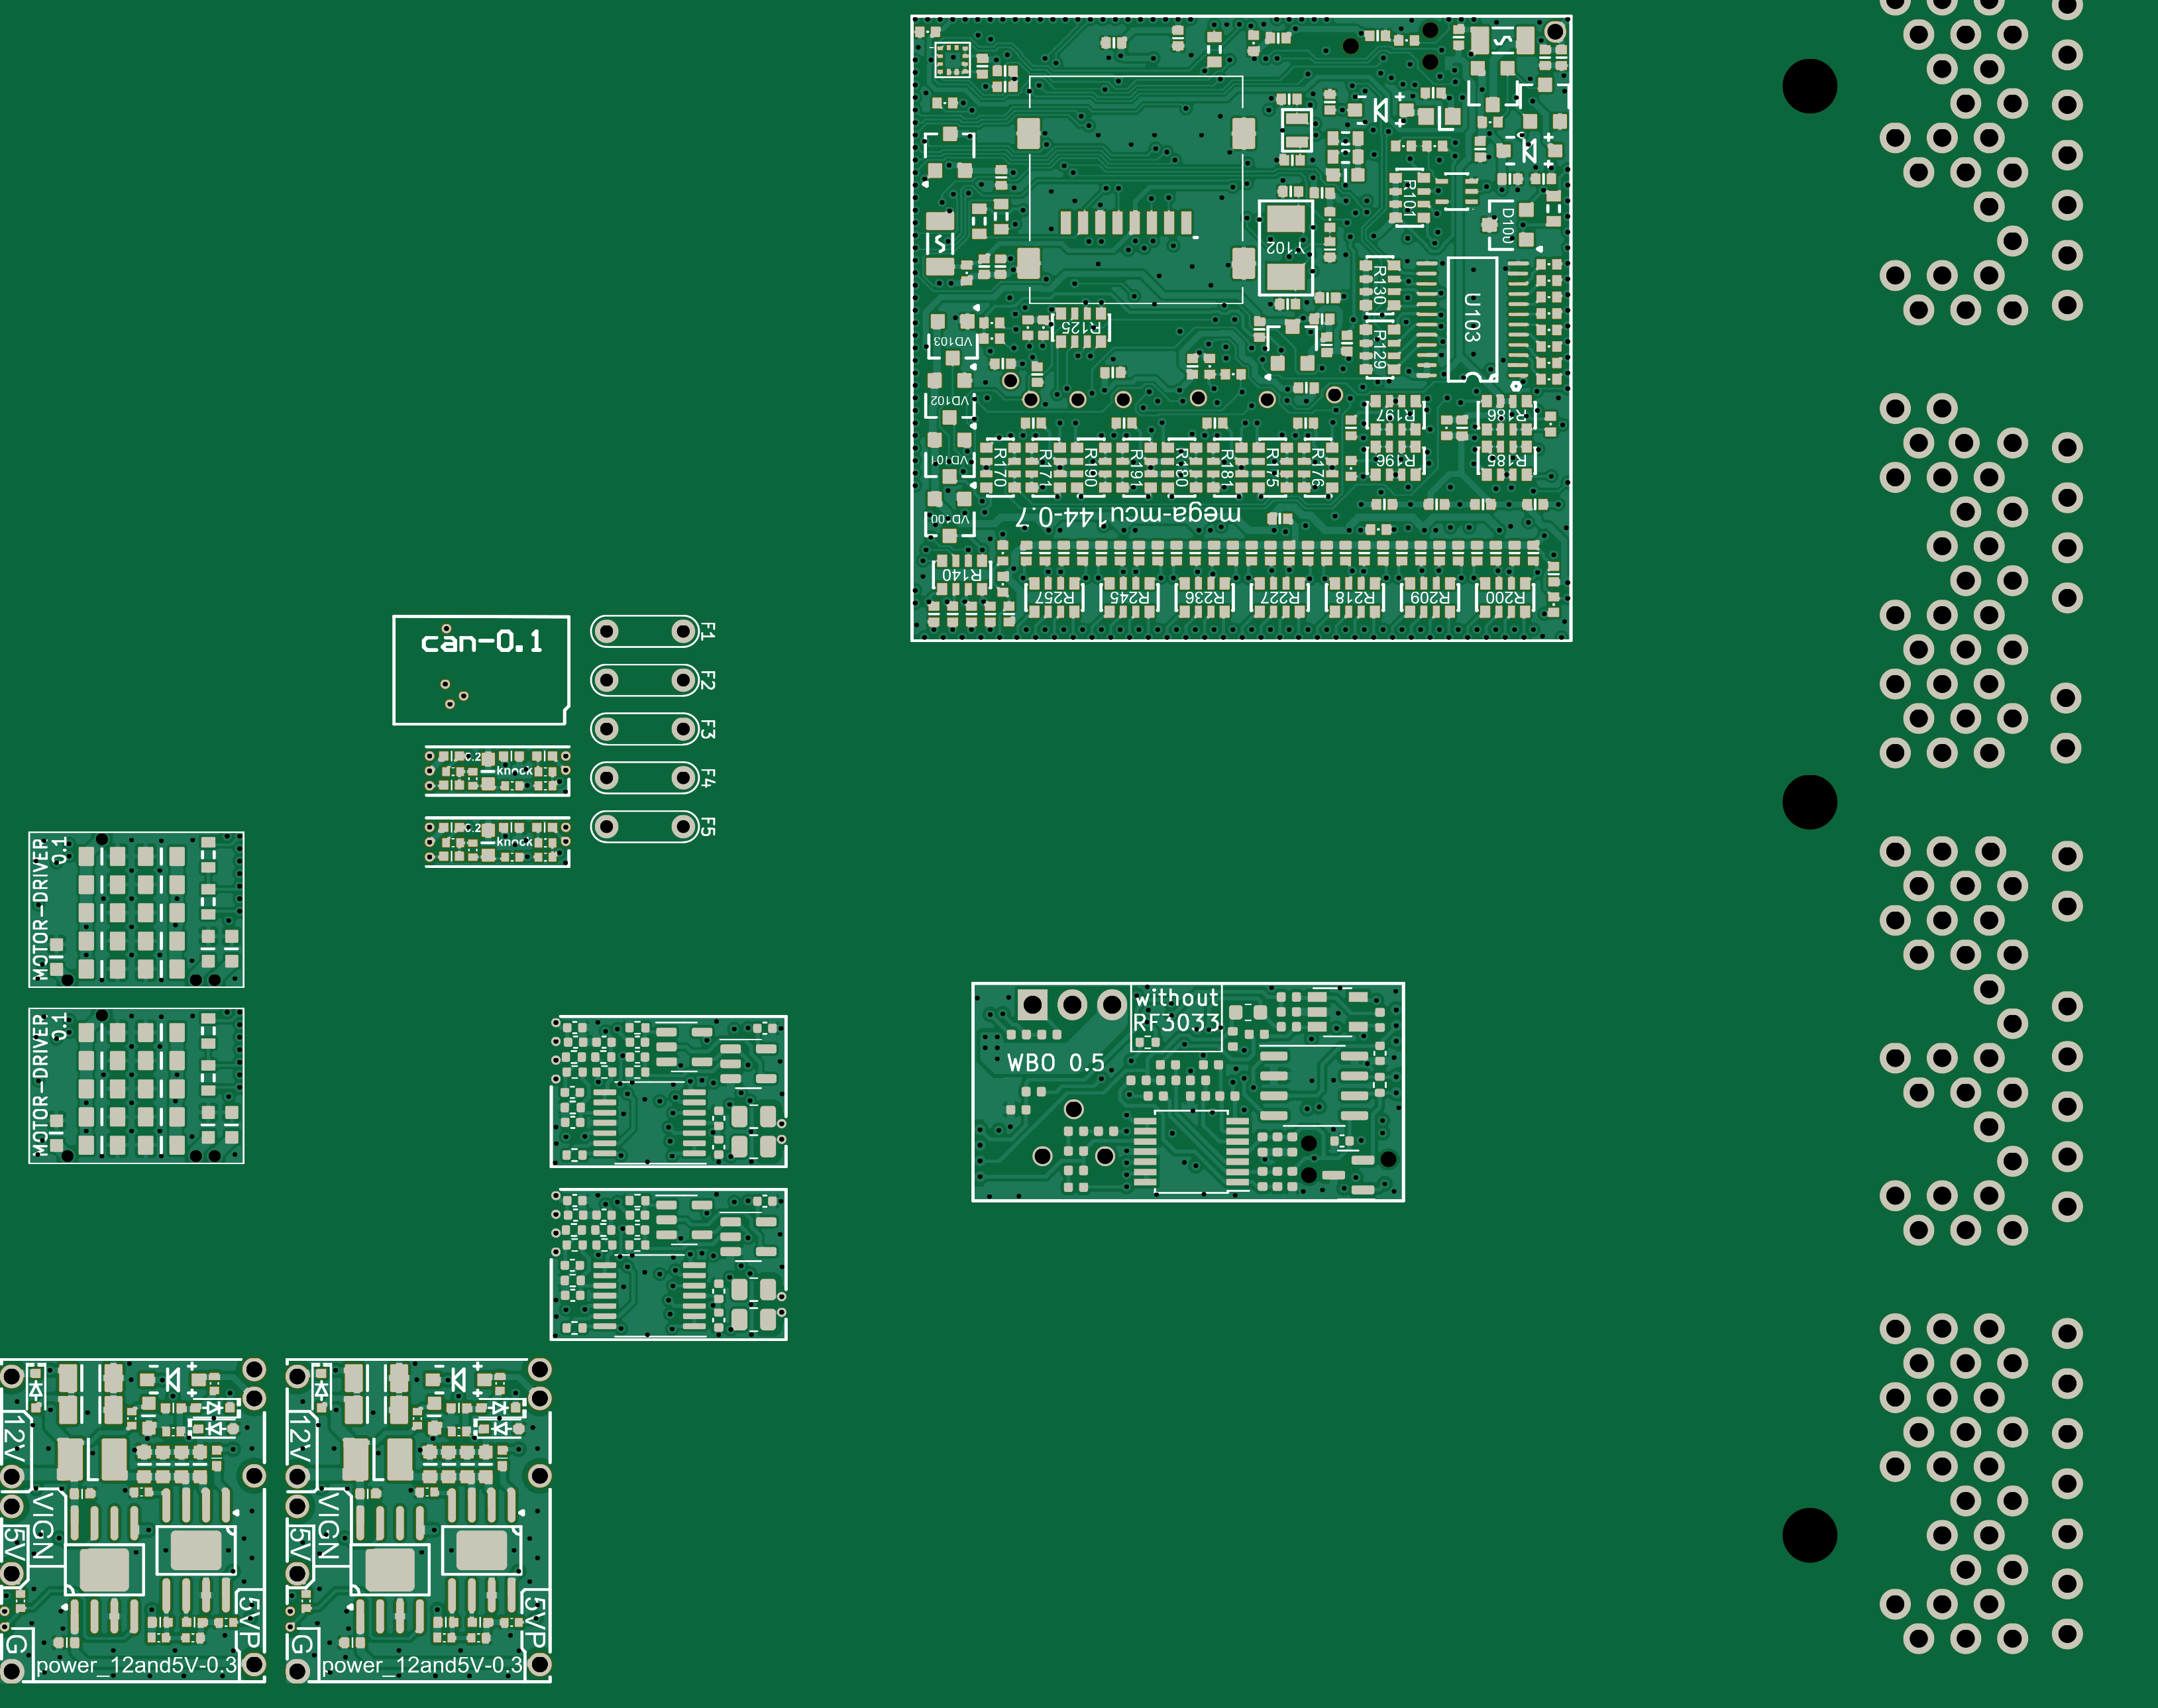 R101
D100
Y102
R130
U103
R125
R129
VD103
VD102
R197
R186
VD101
R196
R185
R170
R171
R190
R191
R180
R181
R175
R176
VD100
mega-mcu144-0.7
R140
R257
R245
R236
R227
R218
R209
R200
can-0.1
F1
F2
F3
F4
F5
0.2
knock
0.2
knock
MOTOR-DRIVER
0.1
MOTOR-DRIVER
0.1
without
RF3033
WBO 0.5
12V
VIGN
5V
5VP
G
power_12and5V-0.3
12V
VIGN
5V
5VP
G
power_12and5V-0.3